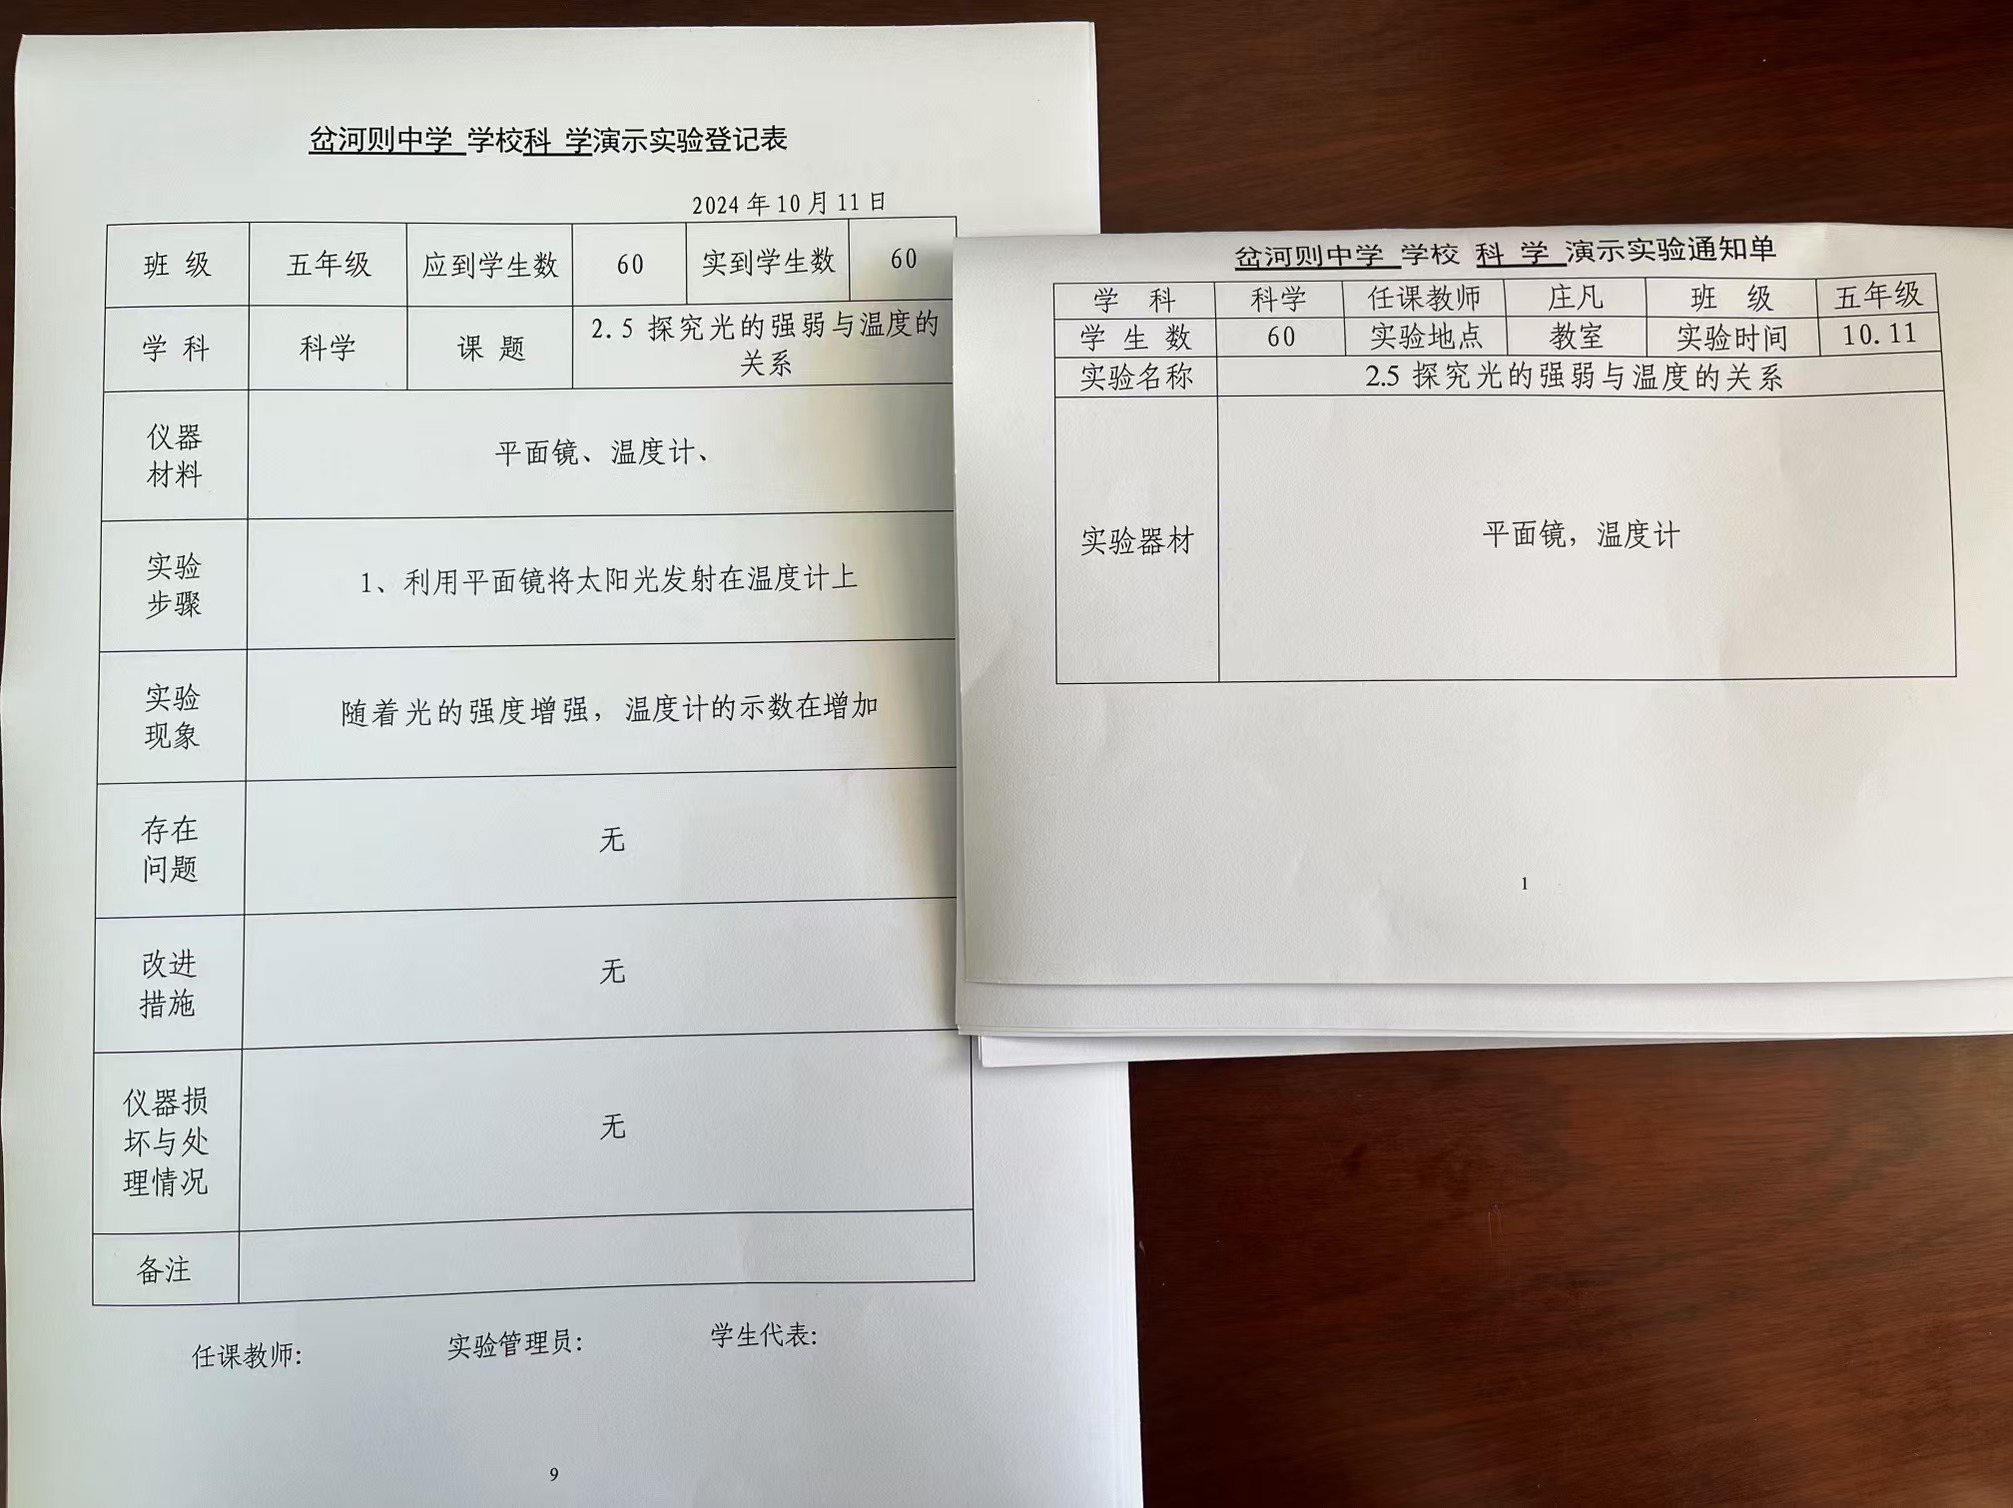 岔河则中学 学校科 学演示实验登记表
2024 年 10 月 11 日
班 级 五年级 应到学生数 60 实到学生数 60
学 科 科学 课 题 2.5 探究光的强弱与温度的
关系
仪器
材料
平面镜、温度计、
实验
步骤
1、利用平面镜将太阳光发射在温度计上
实验
现象
随着光的强度增强，温度计的示数在增加
存在
问题
无
改进
措施
无
仪器损
坏与处
理情况
无
备注
任课教师:
实验管理员:
学生代表:
9
岔河则中学 学校 科 学 演示实验通知单
学 科 科学 任课教师 庄凡 班 级 五年级
学 生 数 60 实验地点 教室 实验时间 10.11
实验名称 2.5 探究光的强弱与温度的关系
实验器材 平面镜，温度计
1